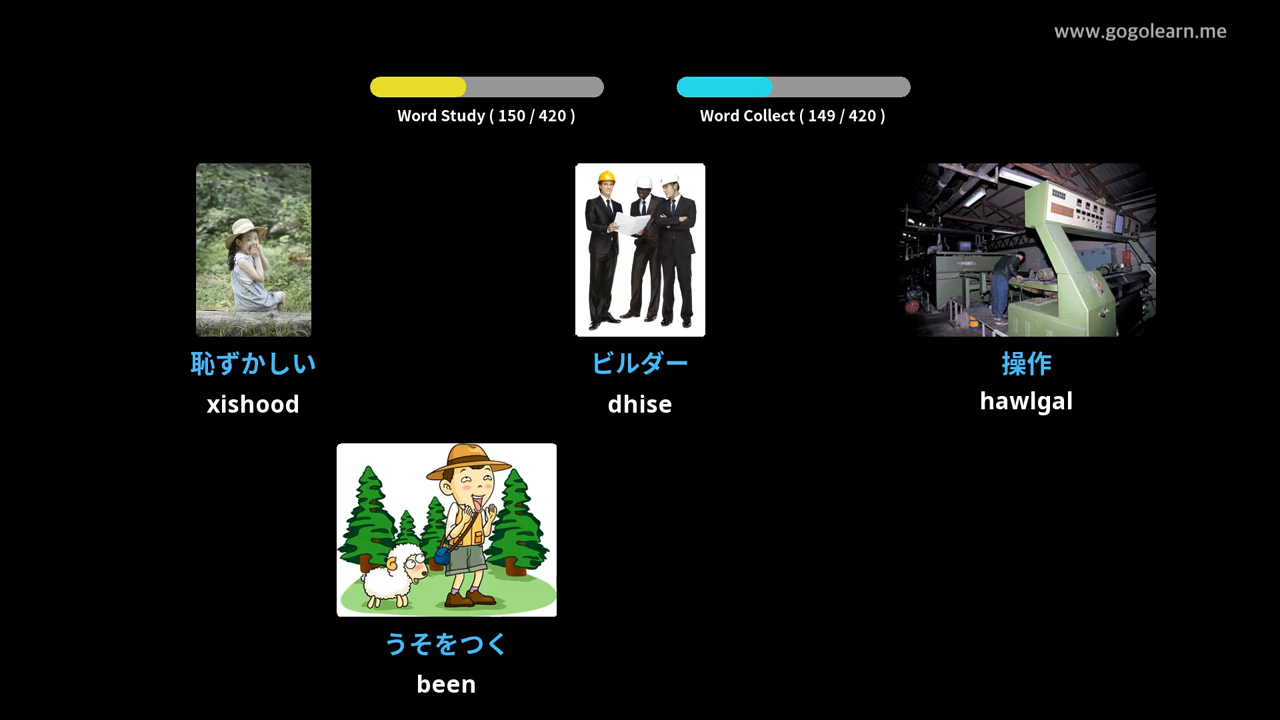 www.gogolearn.me
Word Study ( 150 / 420 )
Word Collect ( 149 / 420 )
恥ずかしい
xishood
ビルダー
dhise
操作
hawlgal
うそをつく
been